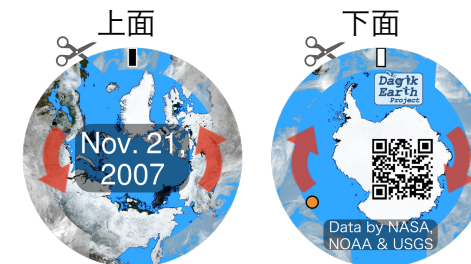 上面
下面
Nov. 21
2007
Dagik
Earth
Project
Data by NASA,
NOAA & USGS